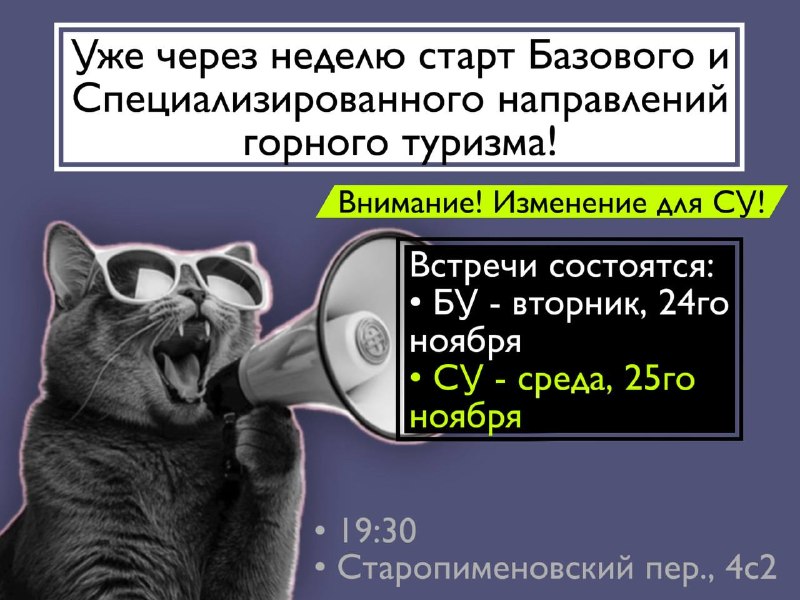 Уже через неделю старт Базового и
Специализированного направлений
горного туризма!
Внимание! Изменение для СУ!
Встречи состоятся:
• БУ - вторник, 24го
ноября
• СУ - среда, 25го
ноября
• 19:30
• Старопименовский пер., 4с2